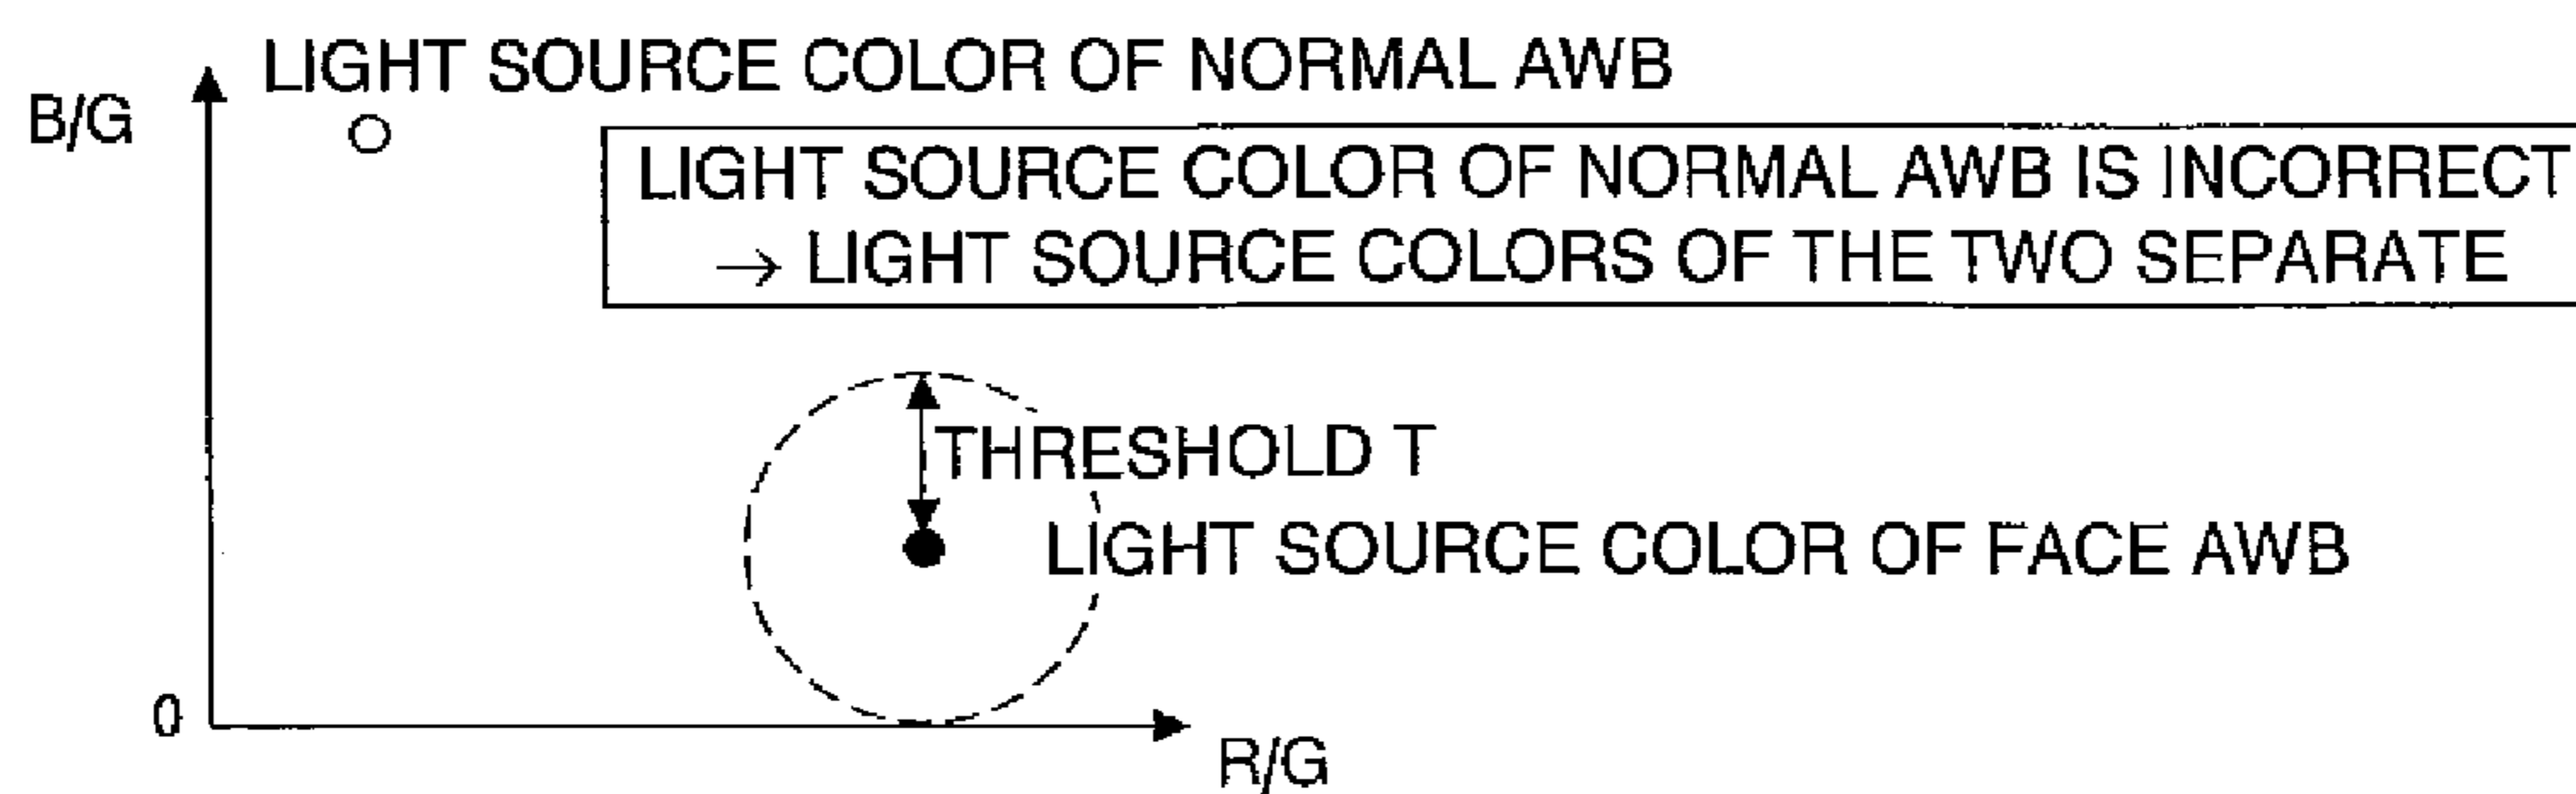 LIGHT SOURCE COLOR OF NORMAL AWB
B/G
LIGHT SOURCE COLOR OF NORMAL AWB IS INCORRECT
→ LIGHT SOURCE COLORS OF THE TWO SEPARATE
THRESHOLD T
LIGHT SOURCE COLOR OF FACE AWB
0
R/G